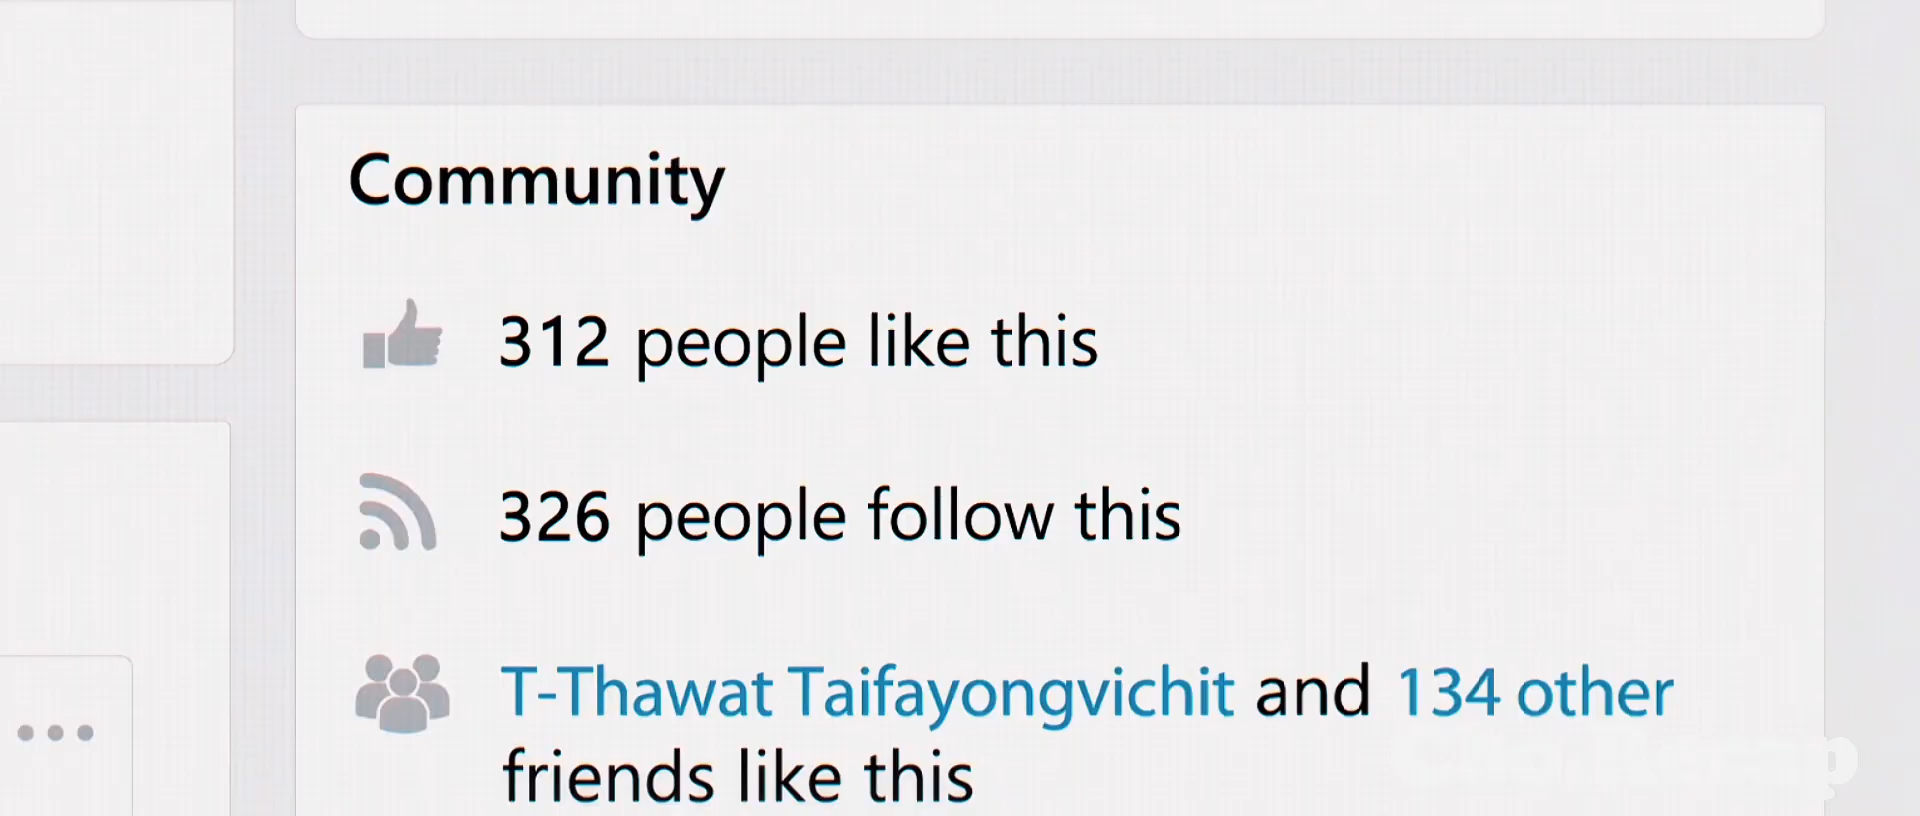 Community
312 people like this
326 people follow this
T-Thawat Taifayongvichit and 134 other
friends like this